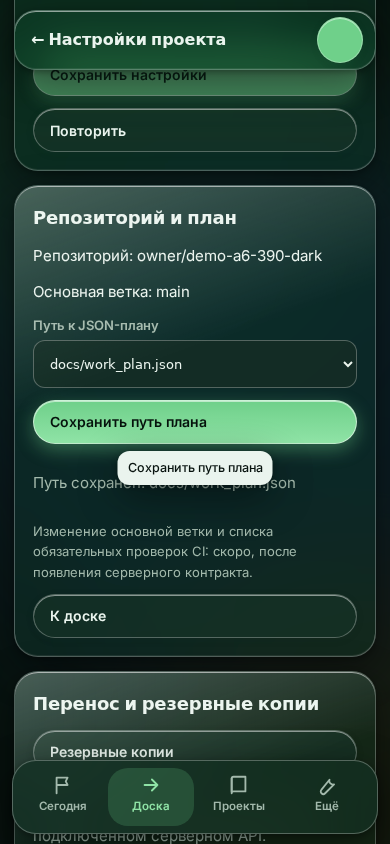 ← Настройки проекта
Сохранить настройки
Повторить
Репозиторий и план
Репозиторий: owner/demo-a6-390-dark
Основная ветка: main
Путь к JSON-плану
docs/work_plan.json
Сохранить путь плана
Сохранить путь плана
Путь сохранён: docs/work_plan.json
Изменение основной ветки и списка
обязательных проверок CI: скоро, после
появления серверного контракта.
К доске
Перенос и резервные копии
Резервные копии
Сегодня
Доска
Проекты
Ещё
подключенном серверном API.